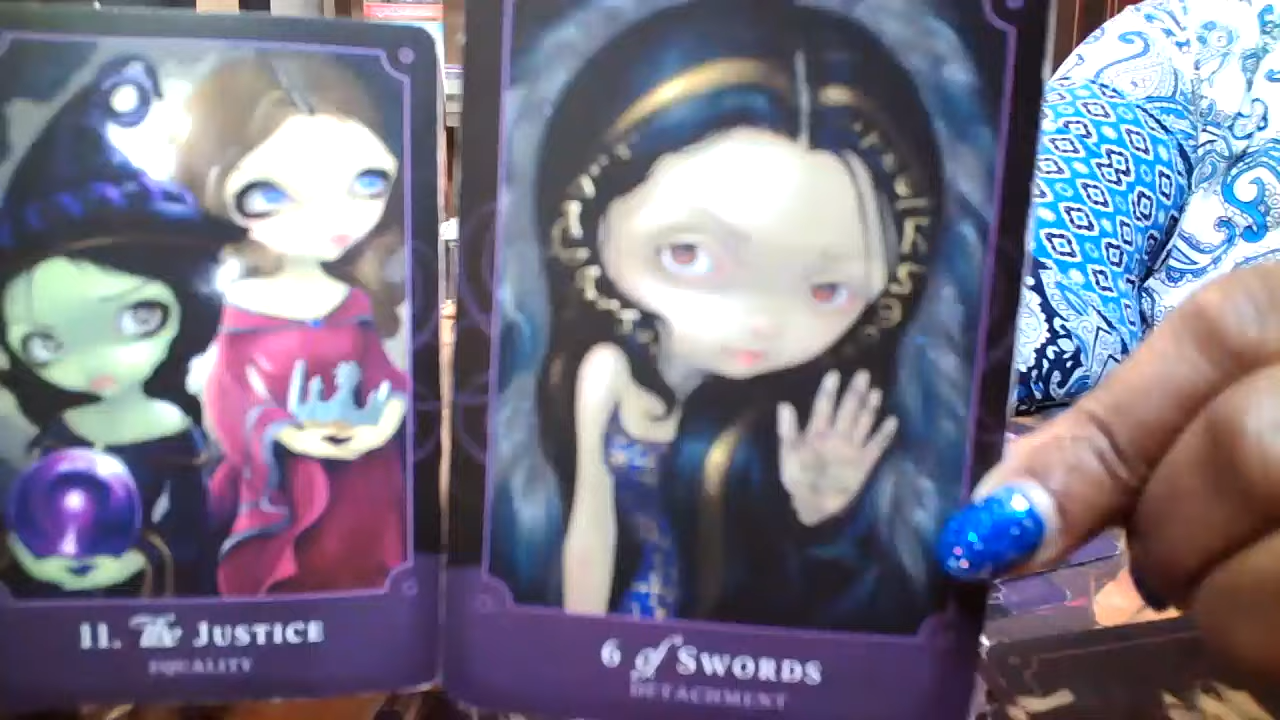 11. The JUSTICE
EQUALITY
6 of SWORDS
DETACHMENT